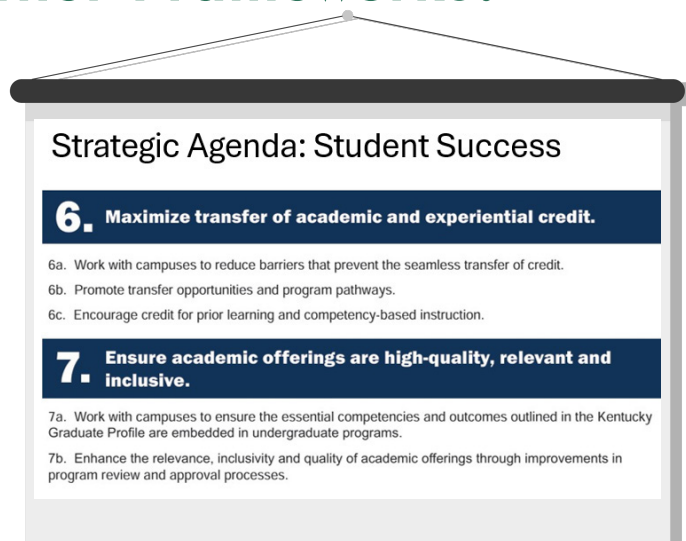 Strategic Agenda: Student Success
6. Maximize transfer of academic and experiential credit.
6a. Work with campuses to reduce barriers that prevent the seamless transfer of credit.
6b. Promote transfer opportunities and program pathways.
6c. Encourage credit for prior learning and competency-based instruction.
7. Ensure academic offerings are high-quality, relevant and
inclusive.
7a. Work with campuses to ensure the essential competencies and outcomes outlined in the Kentucky
Graduate Profile are embedded in undergraduate programs.
7b. Enhance the relevance, inclusivity and quality of academic offerings through improvements in
program review and approval processes.